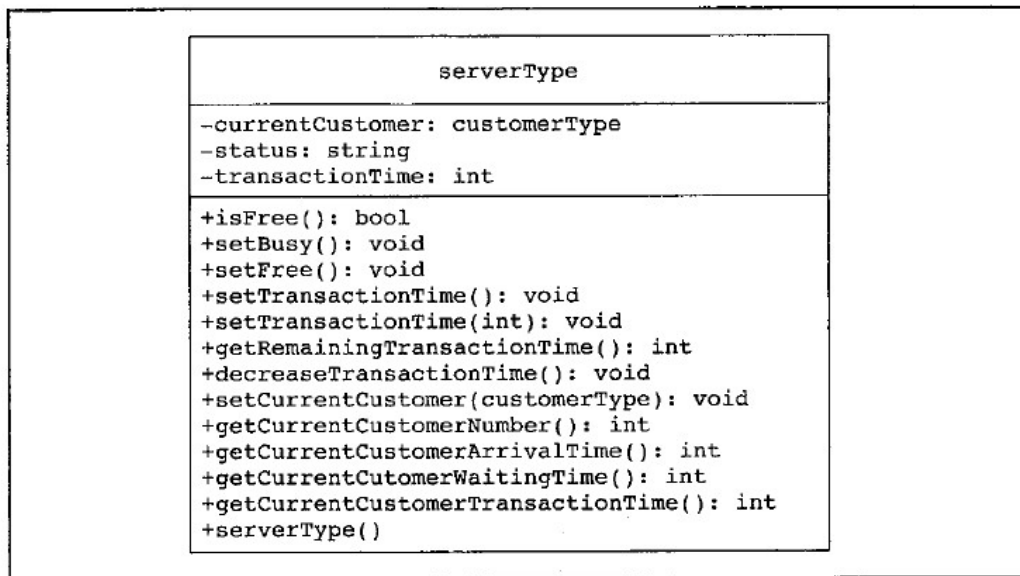 serverType
-currentCustomer: customerType
-status: string
-transactionTime: int
+isFree(): bool
+setBusy(): void
+setFree(): void
+setTransactionTime(): void
+setTransactionTime(int): void
+getRemainingTransactionTime(): int
+decreaseTransactionTime(): void
+setCurrentCustomer(customerType): void
+getCurrentCustomerNumber(): int
+getCurrentCustomerArrivalTime(): int
+getCurrentCutomerWaitingTime(): int
+getCurrentCustomerTransactionTime(): int
+serverType()